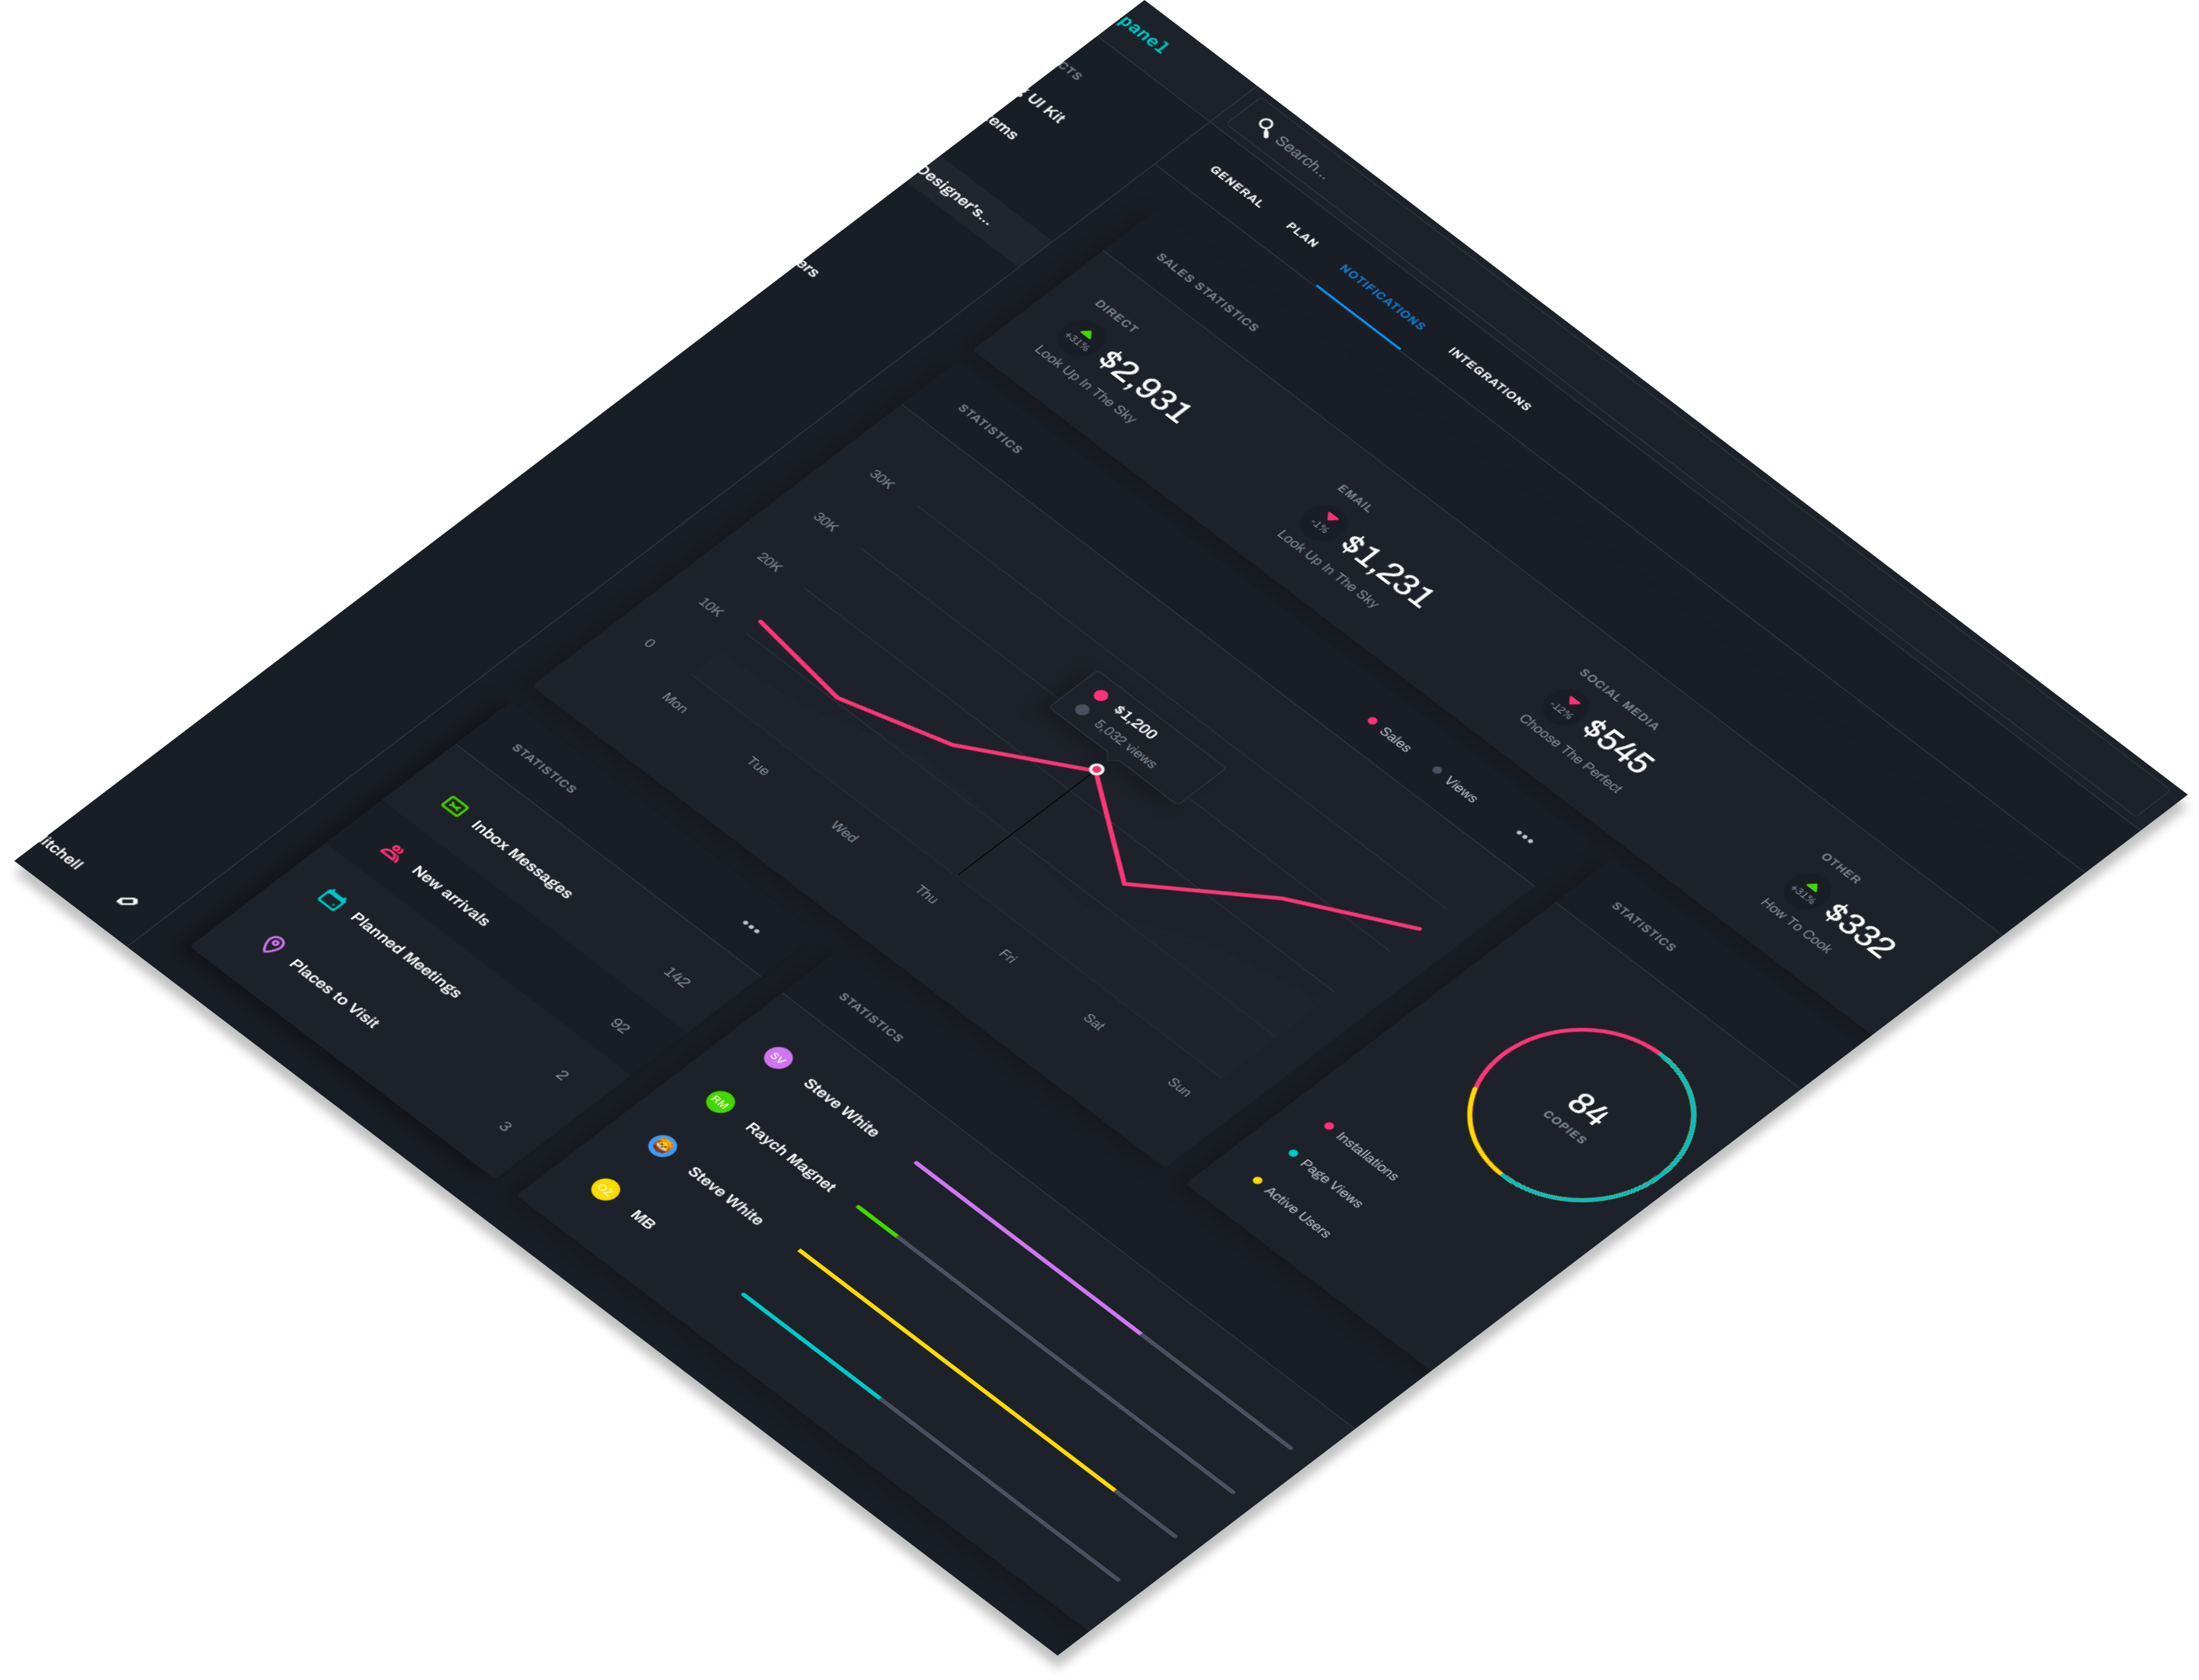 panel
CTS
UI Kit
ems
Designer's...
ers
itchell
Search...
GENERAL
PLAN
NOTIFICATIONS
INTEGRATIONS
SALES STATISTICS
DIRECT
+31%
$2,931
Look Up In The Sky
EMAIL
-1%
$1,231
Look Up In The Sky
SOCIAL MEDIA
-12%
$545
Choose The Perfect
OTHER
+31%
$332
How To Cook
STATISTICS
Sales
Views
30K
30K
20K
10K
0
$1,200
5,032 views
Mon
Tue
Wed
Thu
Fri
Sat
Sun
STATISTICS
84
COPIES
Installations
Page Views
Active Users
STATISTICS
Inbox Messages
142
New arrivals
92
Planned Meetings
2
Places to Visit
3
STATISTICS
SV
Steve White
RM
Raych Magnet
Steve White
OZ
MB